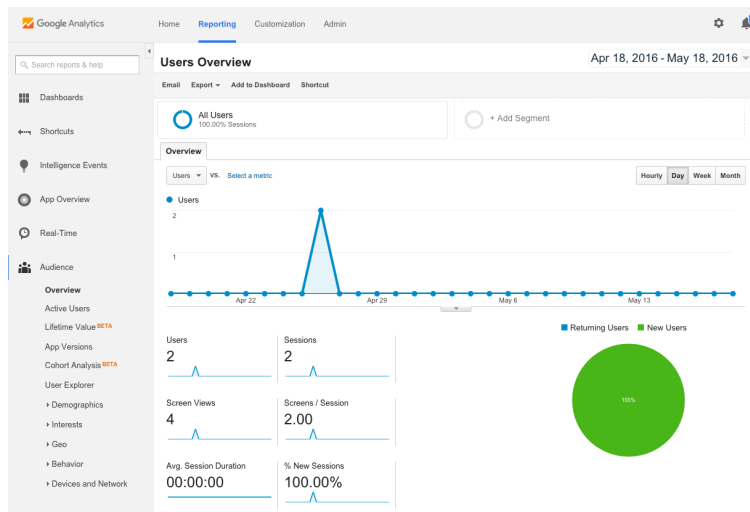 Google Analytics
Home Reporting Customization Admin
Search reports & help
Dashboards
Shortcuts
Intelligence Events
App Overview
Real-Time
Audience
Overview
Active Users
Lifetime Value BETA
App Versions
Cohort Analysis BETA
User Explorer
Demographics
Interests
Geo
Behavior
Devices and Network
Users Overview
Apr 18, 2016 - May 18, 2016
Email Export Add to Dashboard Shortcut
All Users
100.00% Sessions
+ Add Segment
Overview
Users VS. Select a metric
Hourly Day Week Month
Users
2
1
Apr 22 Apr 29 May 6 May 13
Returning Users New Users
Users
2
Sessions
2
Screen Views
4
Screens / Session
2.00
Avg. Session Duration
00:00:00
% New Sessions
100.00%
100%